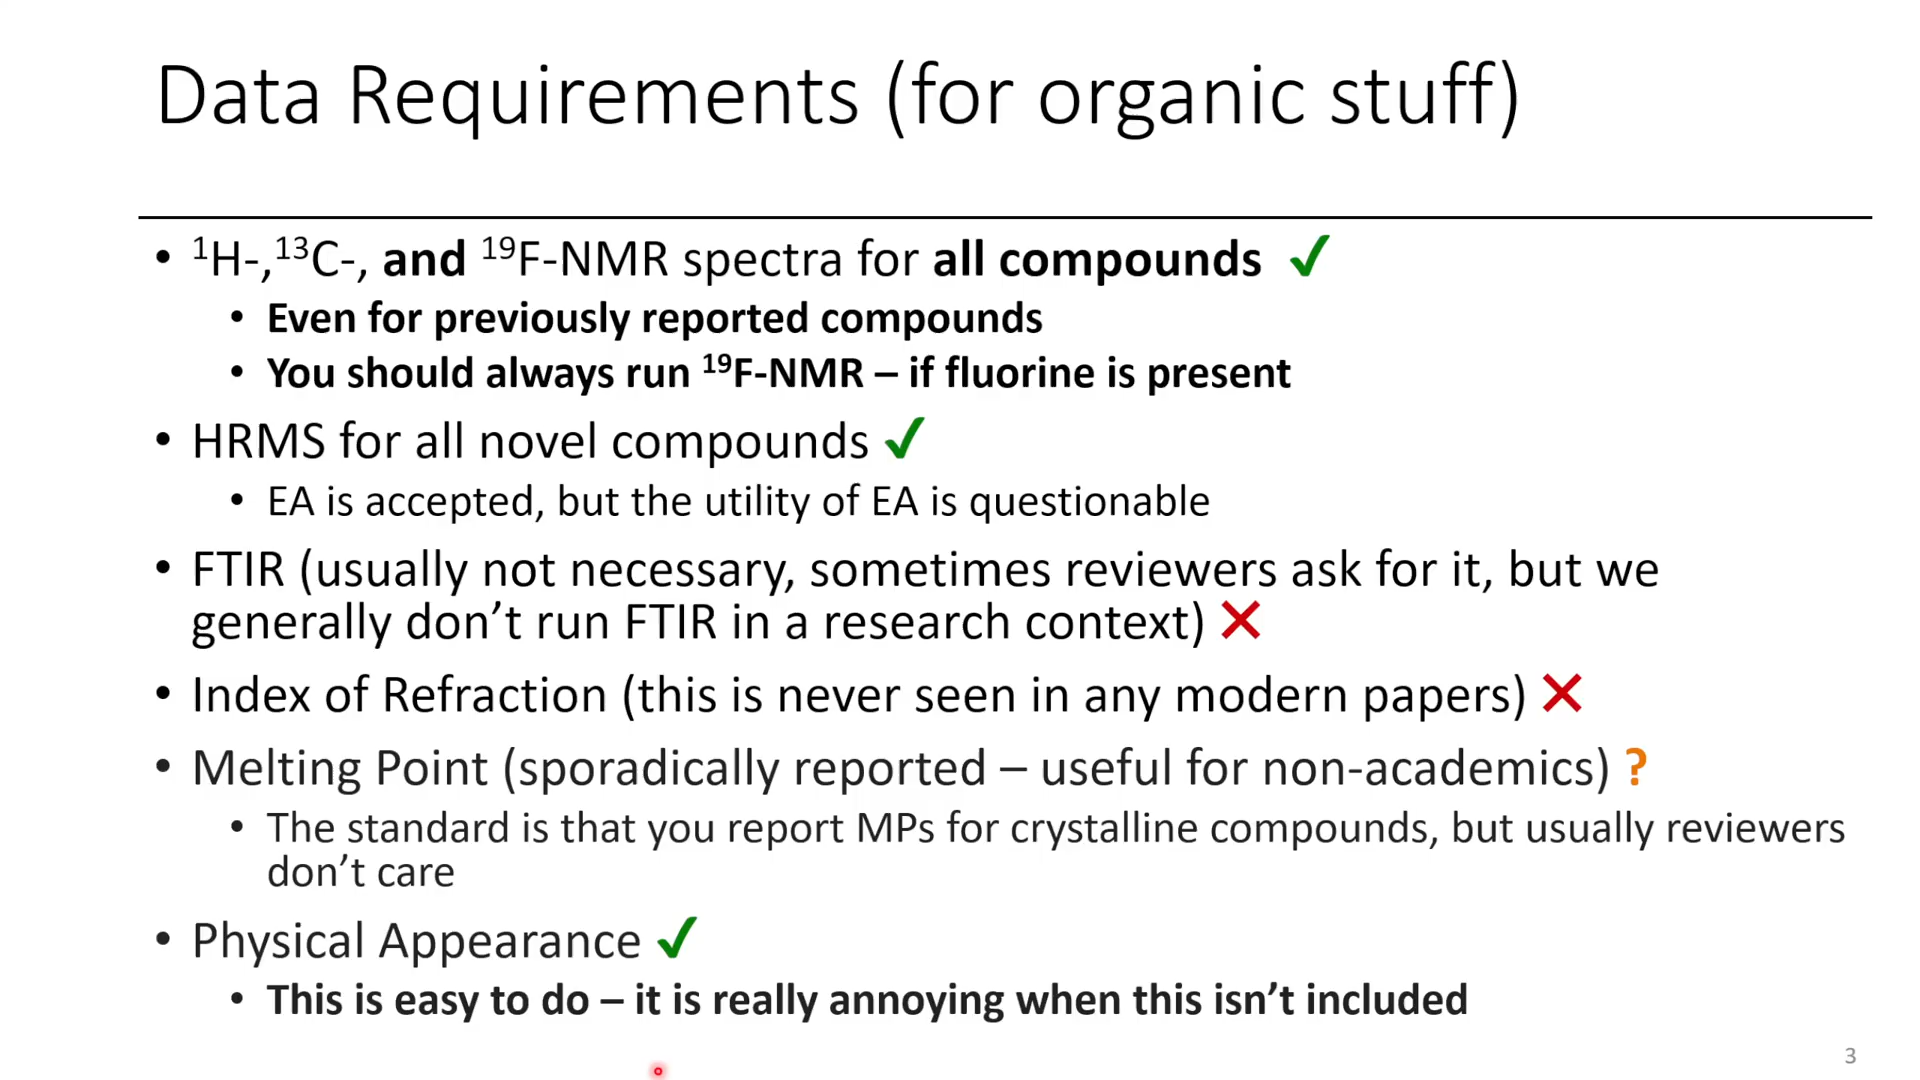 Data Requirements (for organic stuff)
• ¹H-,¹³C-, and ¹⁹F-NMR spectra for all compounds ✔
• Even for previously reported compounds
• You should always run ¹⁹F-NMR – if fluorine is present
• HRMS for all novel compounds ✔
• EA is accepted, but the utility of EA is questionable
• FTIR (usually not necessary, sometimes reviewers ask for it, but we
generally don’t run FTIR in a research context) ✕
• Index of Refraction (this is never seen in any modern papers) ✕
• Melting Point (sporadically reported – useful for non-academics) ?
• The standard is that you report MPs for crystalline compounds, but usually reviewers
don’t care
• Physical Appearance ✔
• This is easy to do – it is really annoying when this isn’t included
3